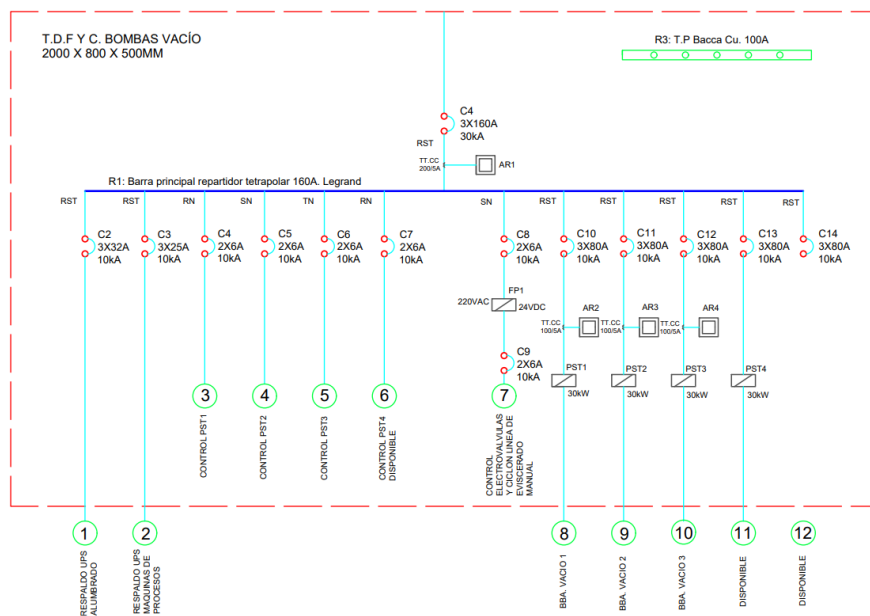 T.D.F Y C. BOMBAS VACÍO
2000 X 800 X 500MM
R3: T.P Bacca Cu. 100A
C4
3X160A
30kA
RST
TT.CC
200/5A
AR1
R1: Barra principal repartidor tetrapolar 160A. Legrand
RST
RST
RN
SN
TN
RN
SN
RST
RST
RST
RST
RST
C2
3X32A
10kA
C3
3X25A
10kA
C4
2X6A
10kA
C5
2X6A
10kA
C6
2X6A
10kA
C7
2X6A
10kA
C8
2X6A
10kA
C10
3X80A
10kA
C11
3X80A
10kA
C12
3X80A
10kA
C13
3X80A
10kA
C14
3X80A
10kA
FP1
220VAC
24VDC
AR2
TT.CC
100/5A
AR3
TT.CC
100/5A
AR4
TT.CC
100/5A
C9
2X6A
10kA
PST1
30kW
PST2
30kW
PST3
30kW
PST4
30kW
3
4
5
6
7
CONTROL PST1
CONTROL PST2
CONTROL PST3
CONTROL PST4
DISPONIBLE
CONTROL
ELECTROVALVULAS
Y CICLON LINEA DE
EVISCERADO
MANUAL
1
2
8
9
10
11
12
RESPALDO UPS
ALUMBRADO
RESPALDO UPS
MAQUINAS DE
PROCESOS
BBA. VACIO 1
BBA. VACIO 2
BBA. VACIO 3
DISPONIBLE
DISPONIBLE